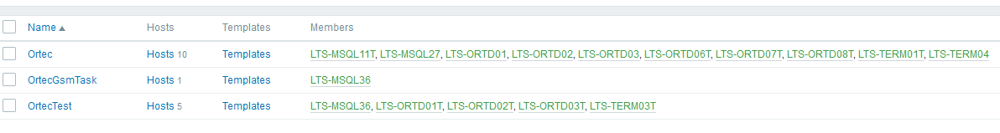 Name ▲ Hosts Templates Members
Ortec Hosts 10 Templates LTS-MSQL11T, LTS-MSQL27, LTS-ORTD01, LTS-ORTD02, LTS-ORTD03, LTS-ORTD06T, LTS-ORTD07T, LTS-ORTD08T, LTS-TERM01T, LTS-TERM04
OrtecGsmTask Hosts 1 Templates LTS-MSQL36
OrtecTest Hosts 5 Templates LTS-MSQL36, LTS-ORTD01T, LTS-ORTD02T, LTS-ORTD03T, LTS-TERM03T